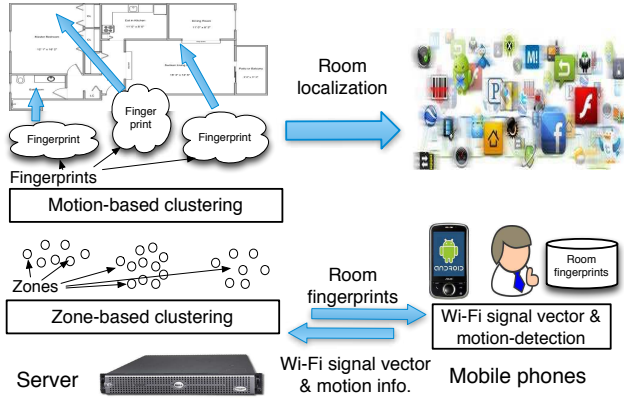 Fingerprint
Finger
print
Fingerprint
Fingerprints
Motion-based clustering
Room
localization
Zones
Zone-based clustering
Room
fingerprints
Wi-Fi signal vector
& motion info.
Server
ANDROID
Room
fingerprints
Wi-Fi signal vector &
motion-detection
Mobile phones